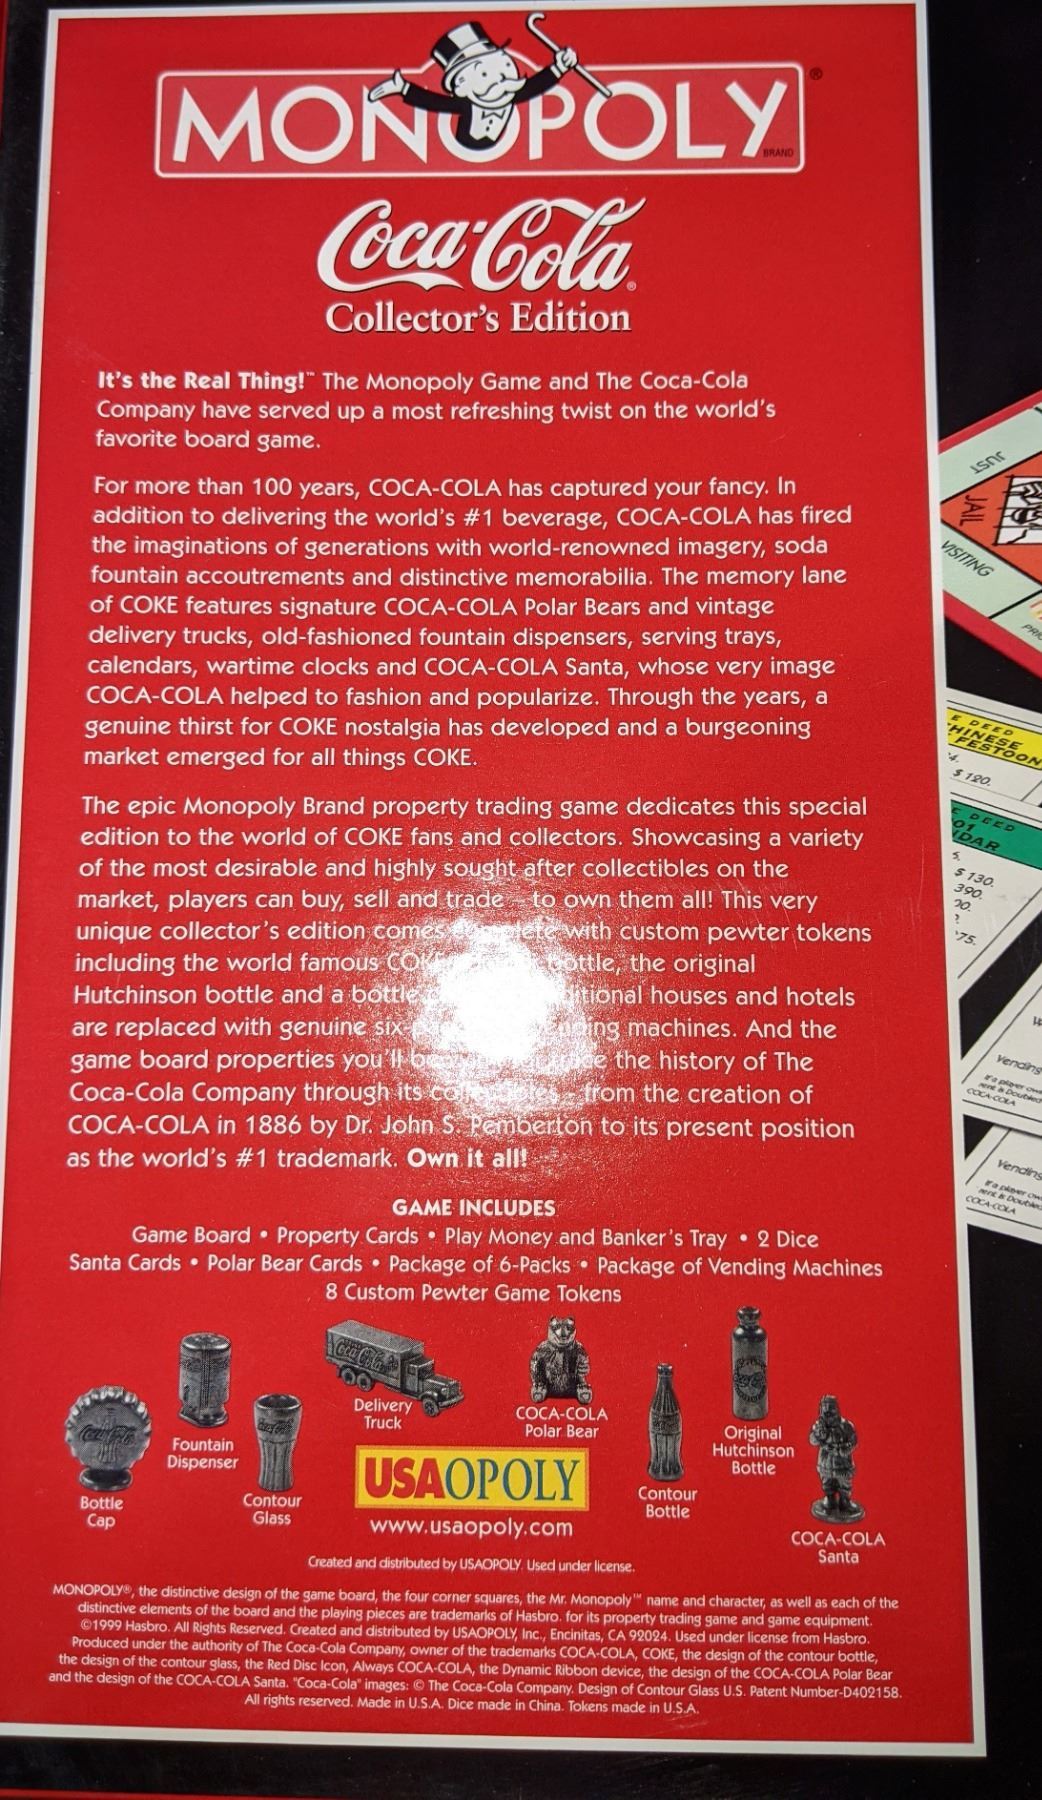 MONOPOLY®
BRAND
Coca-Cola®
Collector's Edition
It's the Real Thing!™ The Monopoly Game and The Coca-Cola
Company have served up a most refreshing twist on the world's
favorite board game.
For more than 100 years, COCA-COLA has captured your fancy. In
addition to delivering the world's #1 beverage, COCA-COLA has fired
the imaginations of generations with world-renowned imagery, soda
fountain accoutrements and distinctive memorabilia. The memory lane
of COKE features signature COCA-COLA Polar Bears and vintage
delivery trucks, old-fashioned fountain dispensers, serving trays,
calendars, wartime clocks and COCA-COLA Santa, whose very image
COCA-COLA helped to fashion and popularize. Through the years, a
genuine thirst for COKE nostalgia has developed and a burgeoning
market emerged for all things COKE.
The epic Monopoly Brand property trading game dedicates this special
edition to the world of COKE fans and collectors. Showcasing a variety
of the most desirable and highly sought after collectibles on the
market, players can buy, sell and trade to own them all! This very
unique collector's edition comes with custom pewter tokens
including the world famous bottle, the original
Hutchinson bottle and a bottle houses and hotels
are replaced with genuine machines. And the
game board properties you'll the history of The
Coca-Cola Company through its from the creation of
COCA-COLA in 1886 by Dr. John S. Pemberton to its present position
as the world's #1 trademark. Own it all!
GAME INCLUDES
Game Board • Property Cards • Play Money and Banker's Tray • 2 Dice
Santa Cards • Polar Bear Cards • Package of 6-Packs • Package of Vending Machines
8 Custom Pewter Game Tokens
Bottle
Cap
Fountain
Dispenser
Contour
Glass
Delivery
Truck
COCA-COLA
Polar Bear
Contour
Bottle
Original
Hutchinson
Bottle
COCA-COLA
Santa
USAOPOLY
www.usaopoly.com
Created and distributed by USAOPOLY. Used under license.
MONOPOLY®, the distinctive design of the game board, the four corner squares, the Mr. Monopoly™ name and character, as well as each of the
distinctive elements of the board and the playing pieces are trademarks of Hasbro. for its property trading game and game equipment.
©1999 Hasbro. All Rights Reserved. Created and distributed by USAOPOLY, Inc., Encinitas, CA 92024. Used under license from Hasbro.
Produced under the authority of The Coca-Cola Company, owner of the trademarks COCA-COLA, COKE, the design of the contour bottle,
the design of the contour glass, the Red Disc Icon, Always COCA-COLA, the Dynamic Ribbon device, the design of the COCA-COLA Polar Bear
and the design of the COCA-COLA Santa. "Coca-Cola" images: © The Coca-Cola Company. Design of Contour Glass U.S. Patent Number-D402158.
All rights reserved. Made in U.S.A. Dice made in China. Tokens made in U.S.A.
JUST
JAIL
VISITING
E DEED
HINESE
FESTOON
$120.
E DEED
$130.
390.
Vending
COCA-COLA
Vending
COCA-COLA